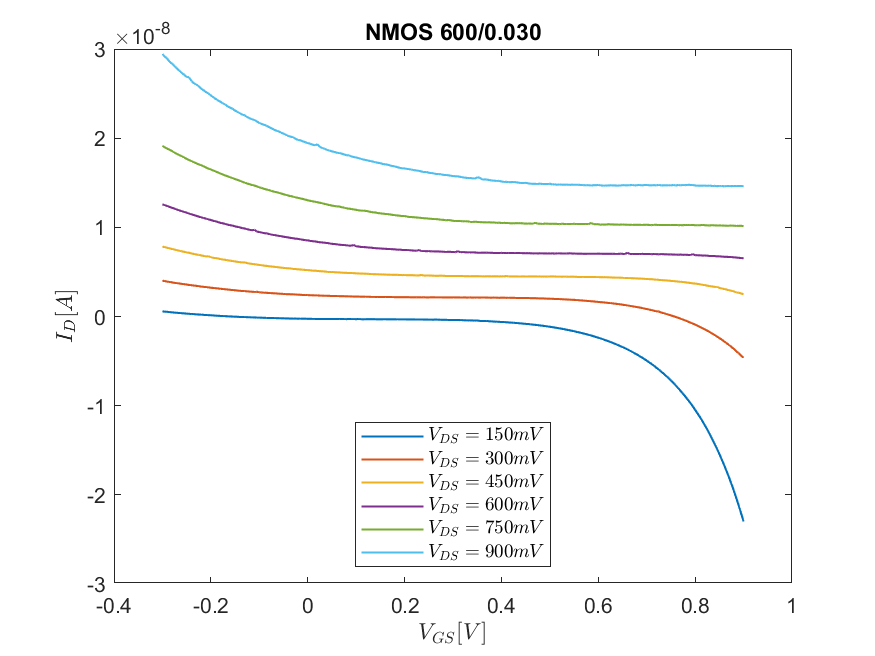 NMOS 600/0.030
×10-8
3
2
1
0
-1
-2
-3
I_D[A]
V_DS = 150mV
V_DS = 300mV
V_DS = 450mV
V_DS = 600mV
V_DS = 750mV
V_DS = 900mV
-0.4 -0.2 0 0.2 0.4 0.6 0.8 1
V_GS[V]